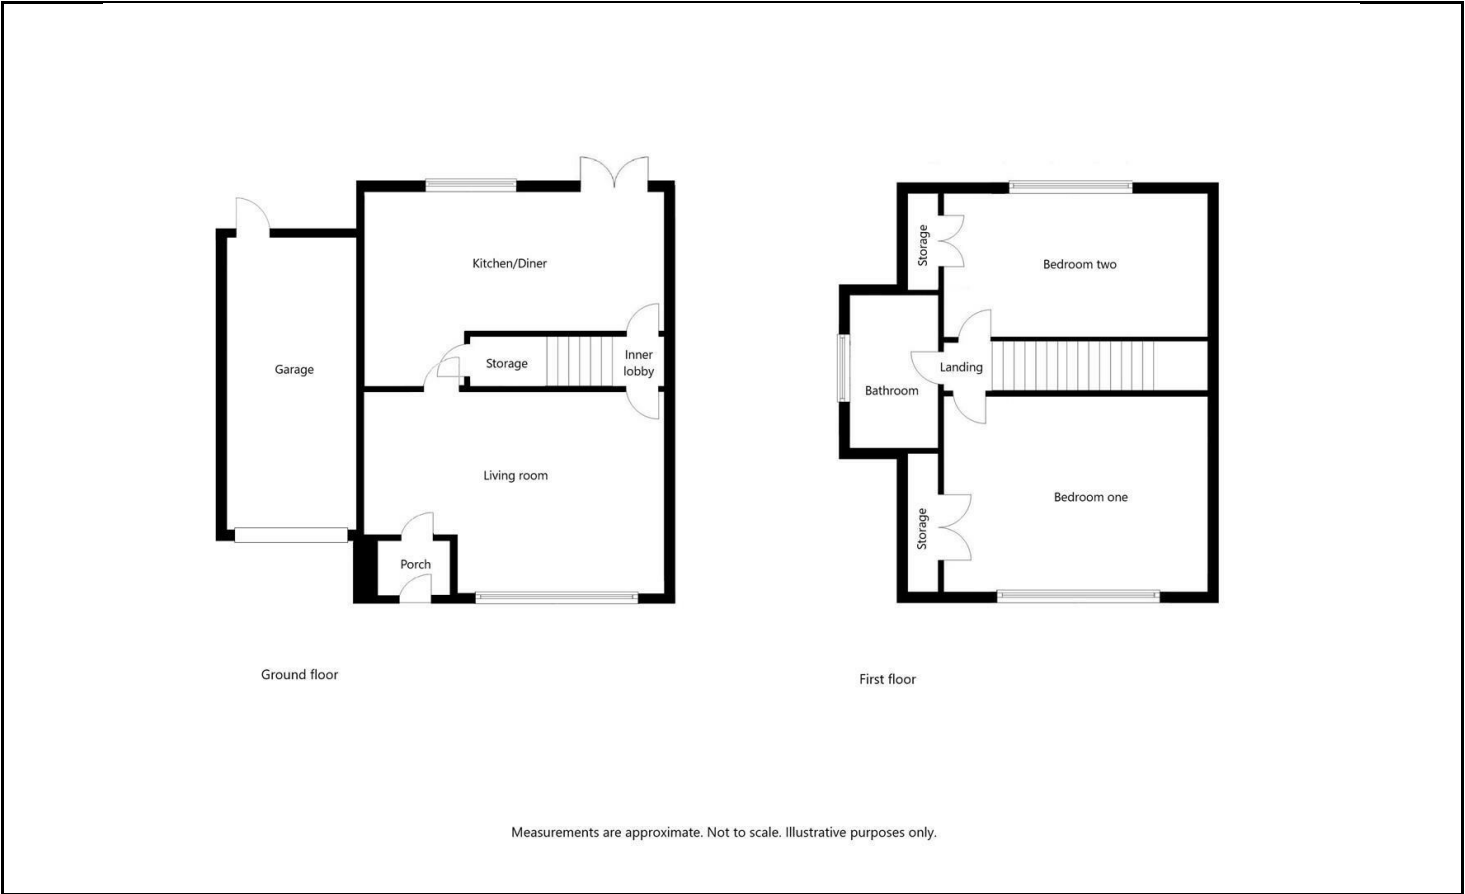 Kitchen/Diner
Garage
Storage
Inner
lobby
Living room
Porch
Ground floor
Storage
Bedroom two
Landing
Bathroom
Bedroom one
Storage
First floor
Measurements are approximate. Not to scale. Illustrative purposes only.